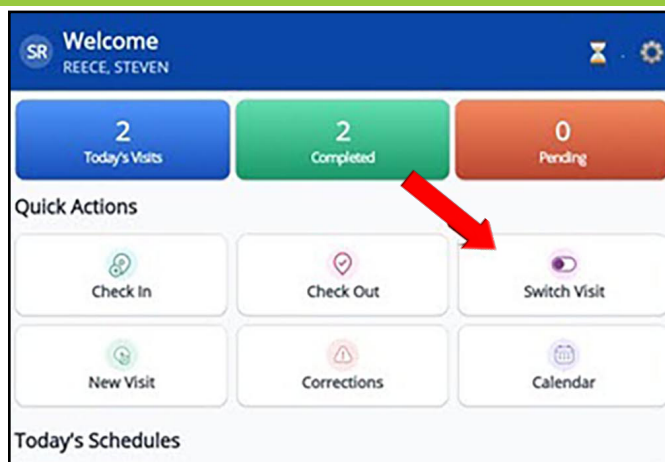 SR Welcome
REECE, STEVEN
2 2 0
Today's Visits Completed Pending
Quick Actions
Check In Check Out Switch Visit
New Visit Corrections Calendar
Today's Schedules